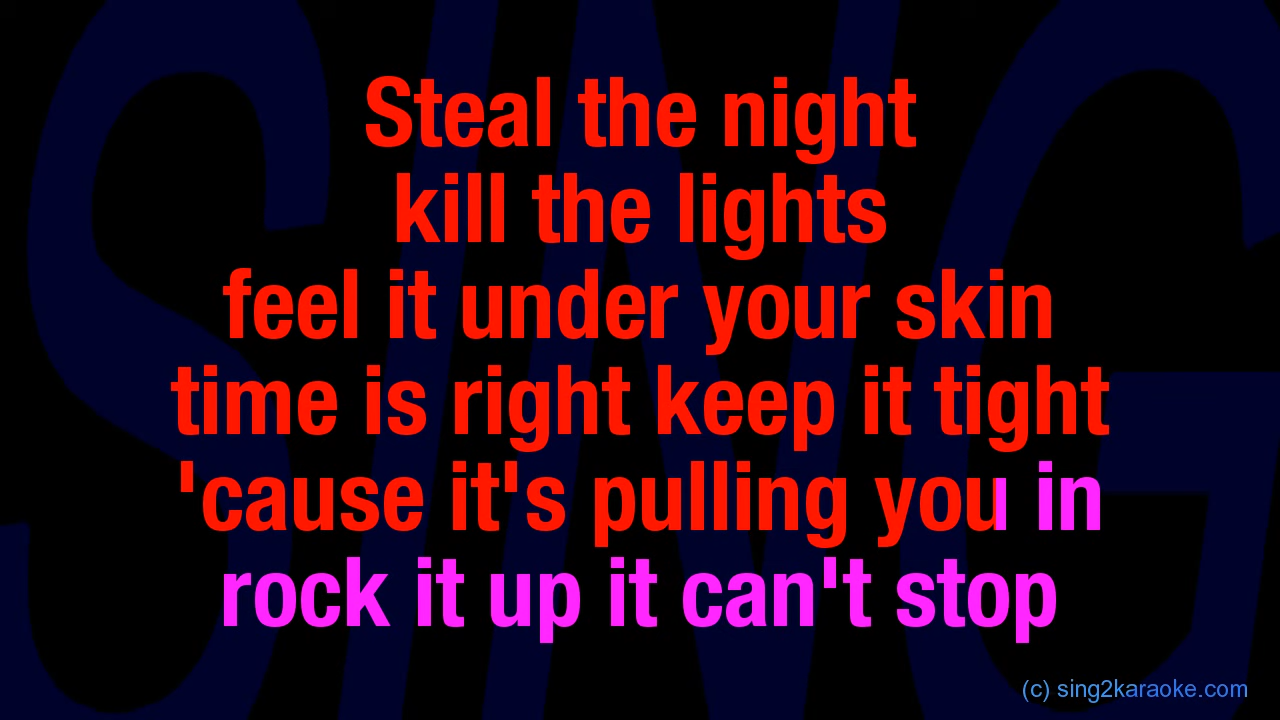 Steal the night
kill the lights
feel it under your skin
time is right keep it tight
'cause it's pulling you in
rock it up it can't stop
(c) sing2karaoke.com
SING